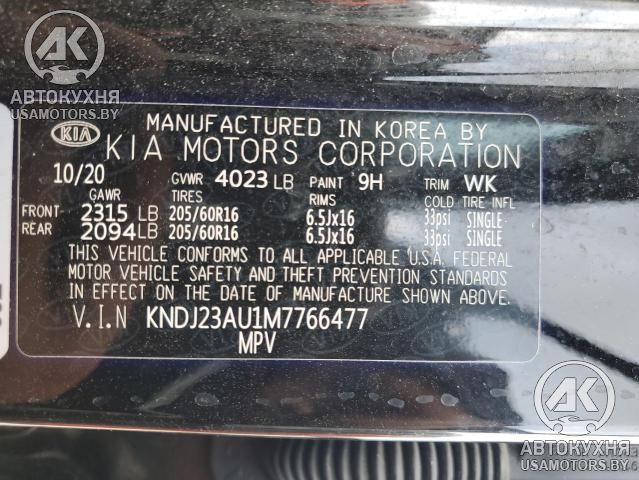 АВТОКУХНЯ
USAMOTORS.BY
KIA
MANUFACTURED IN KOREA BY
KIA MOTORS CORPORATION
10/20 GVWR 4023 LB PAINT 9H TRIM WK
GAWR TIRES RIMS COLD TIRE INFL
FRONT 2315 LB 205/60R16 6.5Jx16 33psi SINGLE
REAR 2094 LB 205/60R16 6.5Jx16 33psi SINGLE
THIS VEHICLE CONFORMS TO ALL APPLICABLE U.S.A. FEDERAL
MOTOR VEHICLE SAFETY AND THEFT PREVENTION STANDARDS
IN EFFECT ON THE DATE OF MANUFACTURE SHOWN ABOVE.
V.I.N KNDJ23AU1M7766477
MPV
АК
АВТОКУХНЯ
USAMOTORS.BY